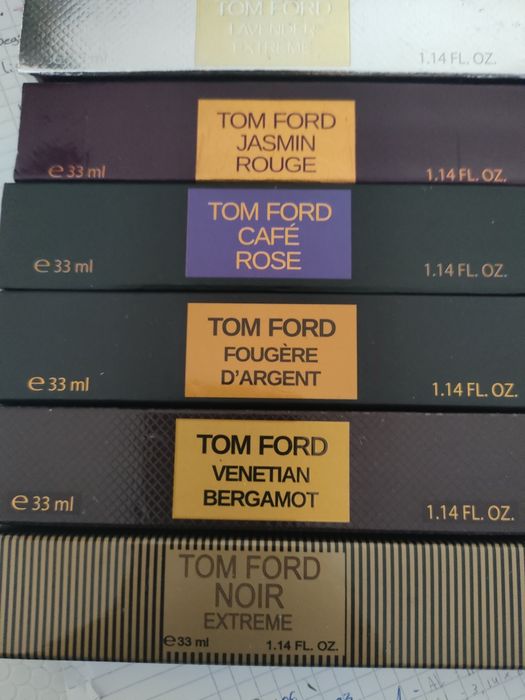 TOM FORD
LAVENDER
EXTREME
e 33 ml
1.14 FL. OZ.
TOM FORD
JASMIN
ROUGE
e 33 ml
1.14 FL. OZ.
TOM FORD
CAFÉ
ROSE
e 33 ml
1.14 FL. OZ.
TOM FORD
FOUGÈRE
D'ARGENT
e 33 ml
1.14 FL. OZ.
TOM FORD
VENETIAN
BERGAMOT
e 33 ml
1.14 FL. OZ.
TOM FORD
NOIR
EXTREME
e 33 ml 1.14 FL. OZ.